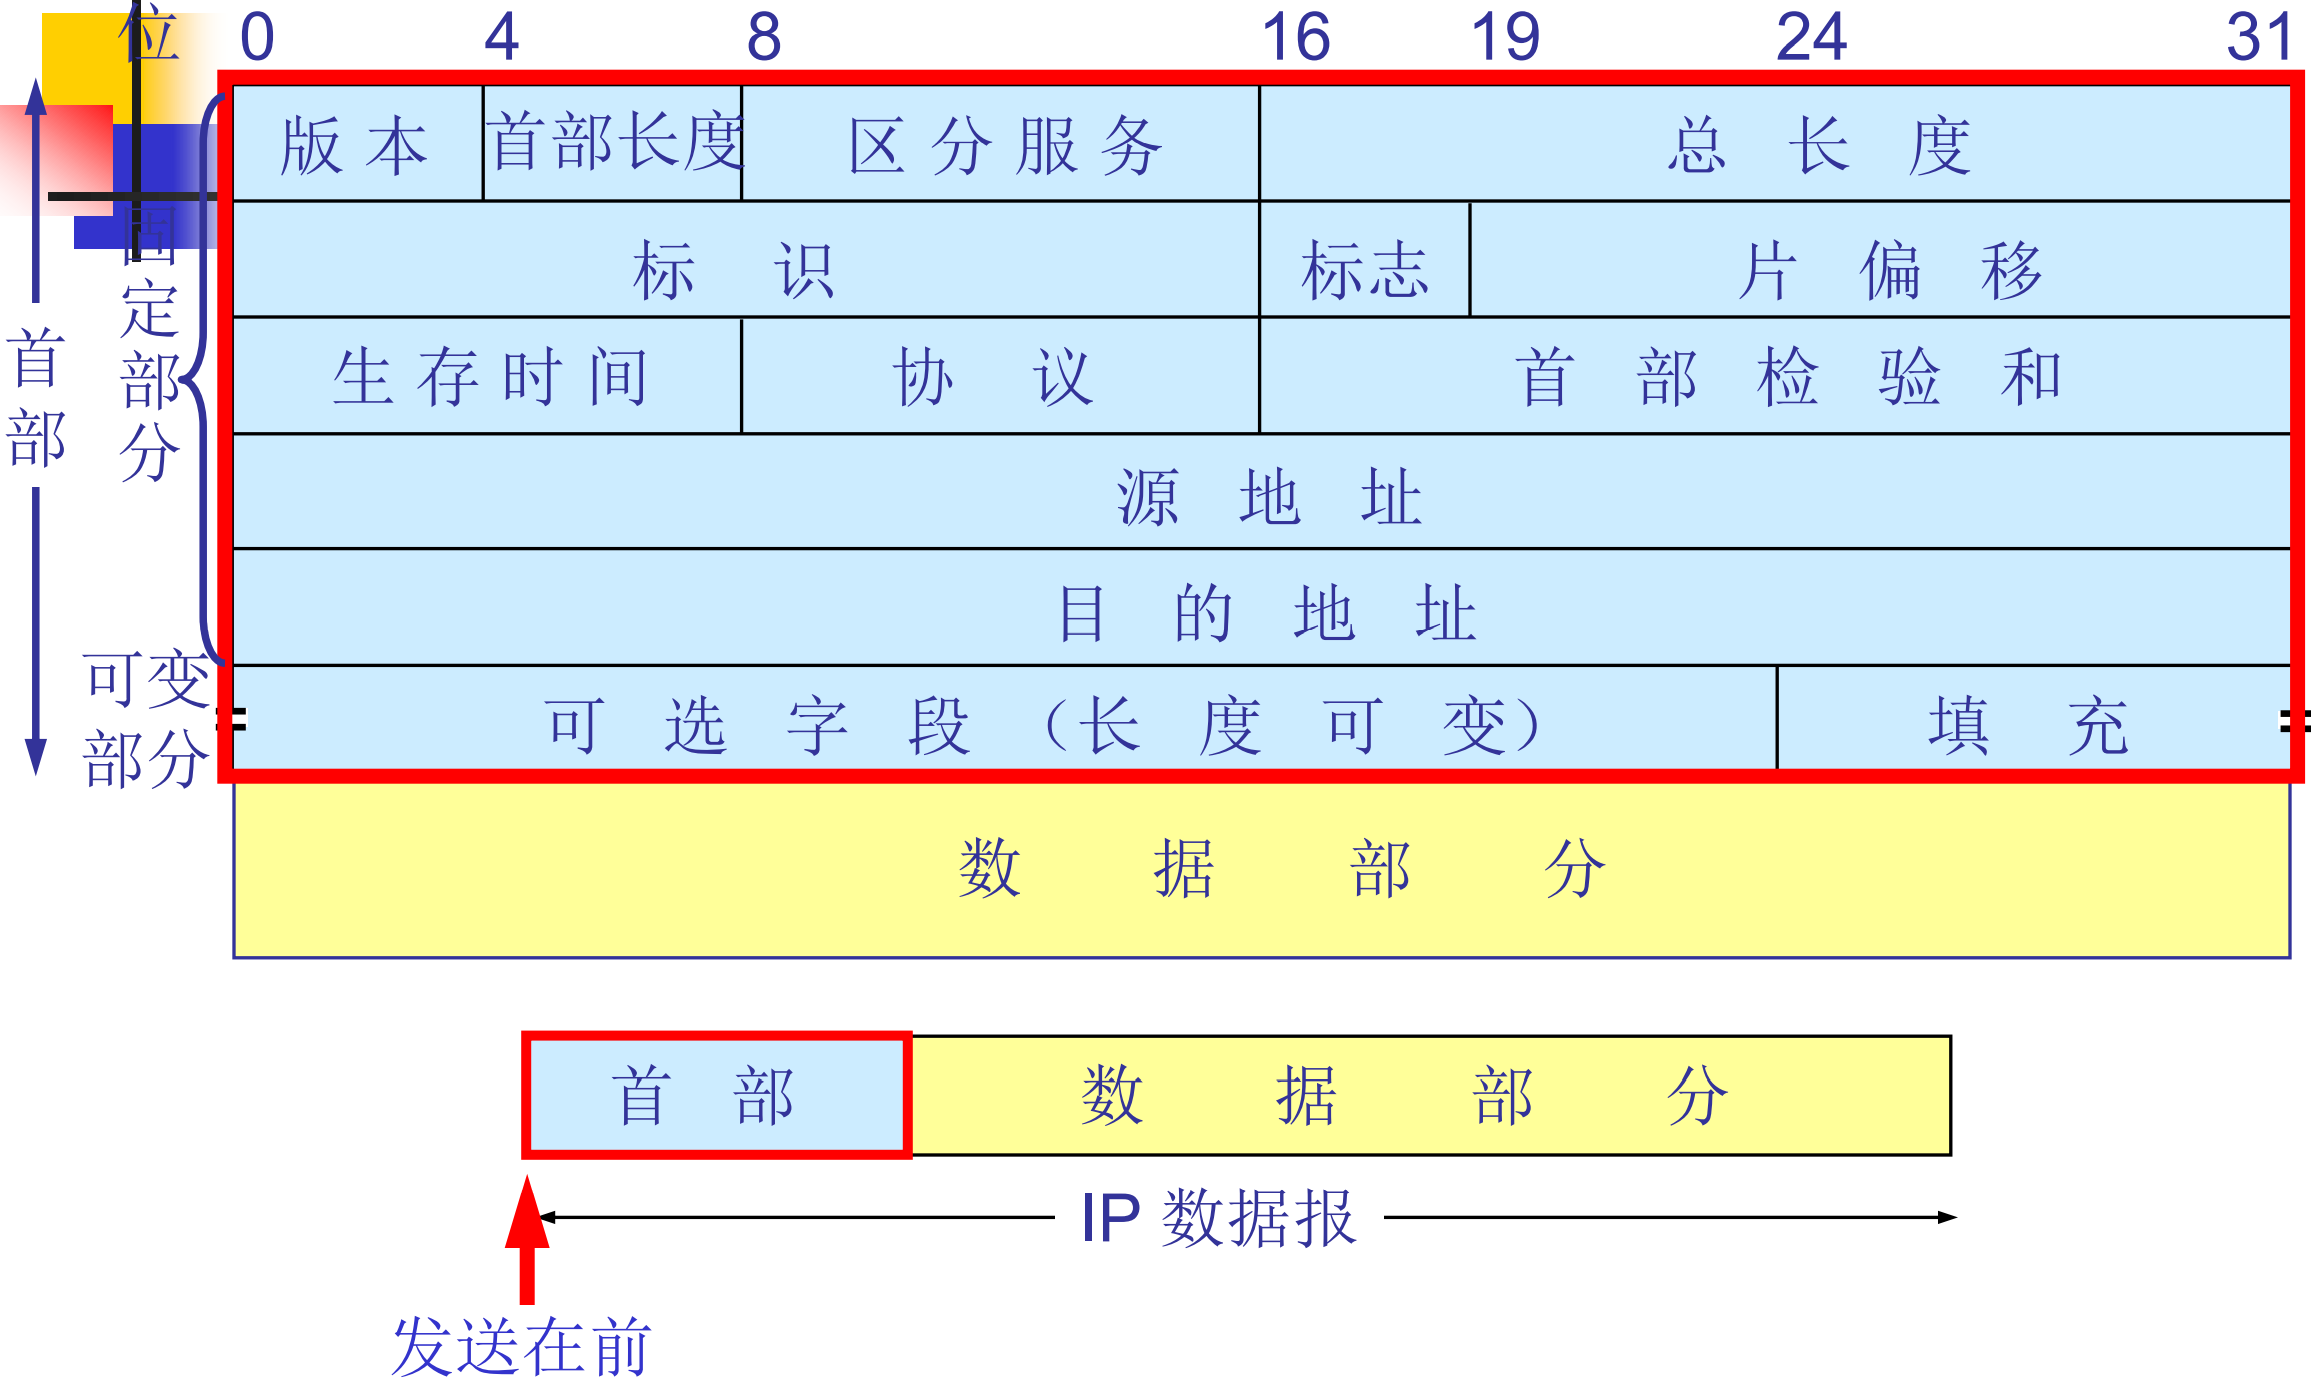 位 0 4 8 16 19 24 31
版 本 首部长度 区 分 服 务 总 长 度
标 识 标志 片 偏 移
生 存 时 间 协 议 首 部 检 验 和
源 地 址
目 的 地 址
可 选 字 段 (长 度 可 变) 填 充
首部
固定部分
可变
部分
数 据 部 分
首 部 数 据 部 分
IP 数据报
发送在前